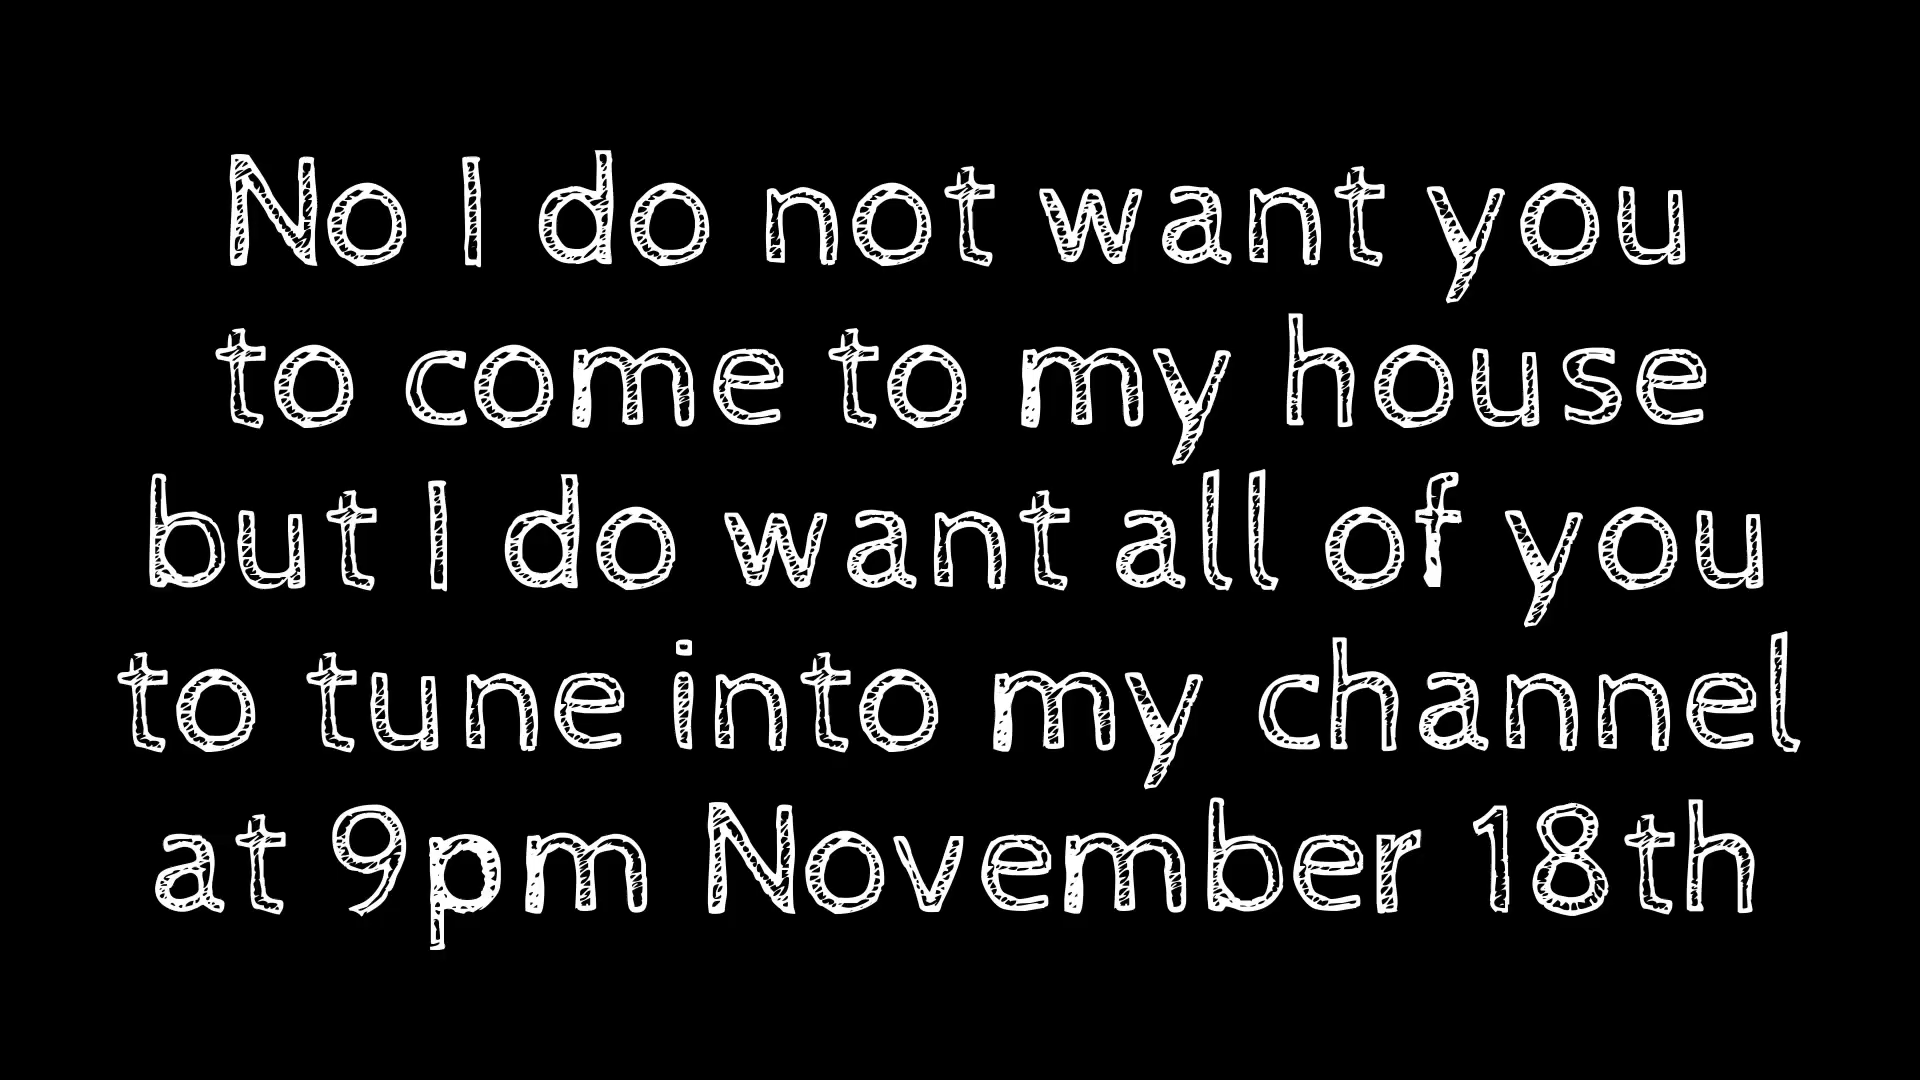 No I do not want you
to come to my house
but I do want all of you
to tune into my channel
at 9pm November 18th